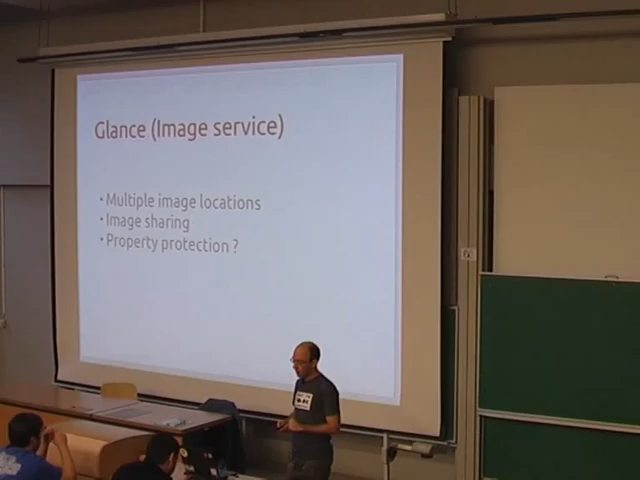 Glance (Image service)
• Multiple image locations
• Image sharing
• Property protection ?